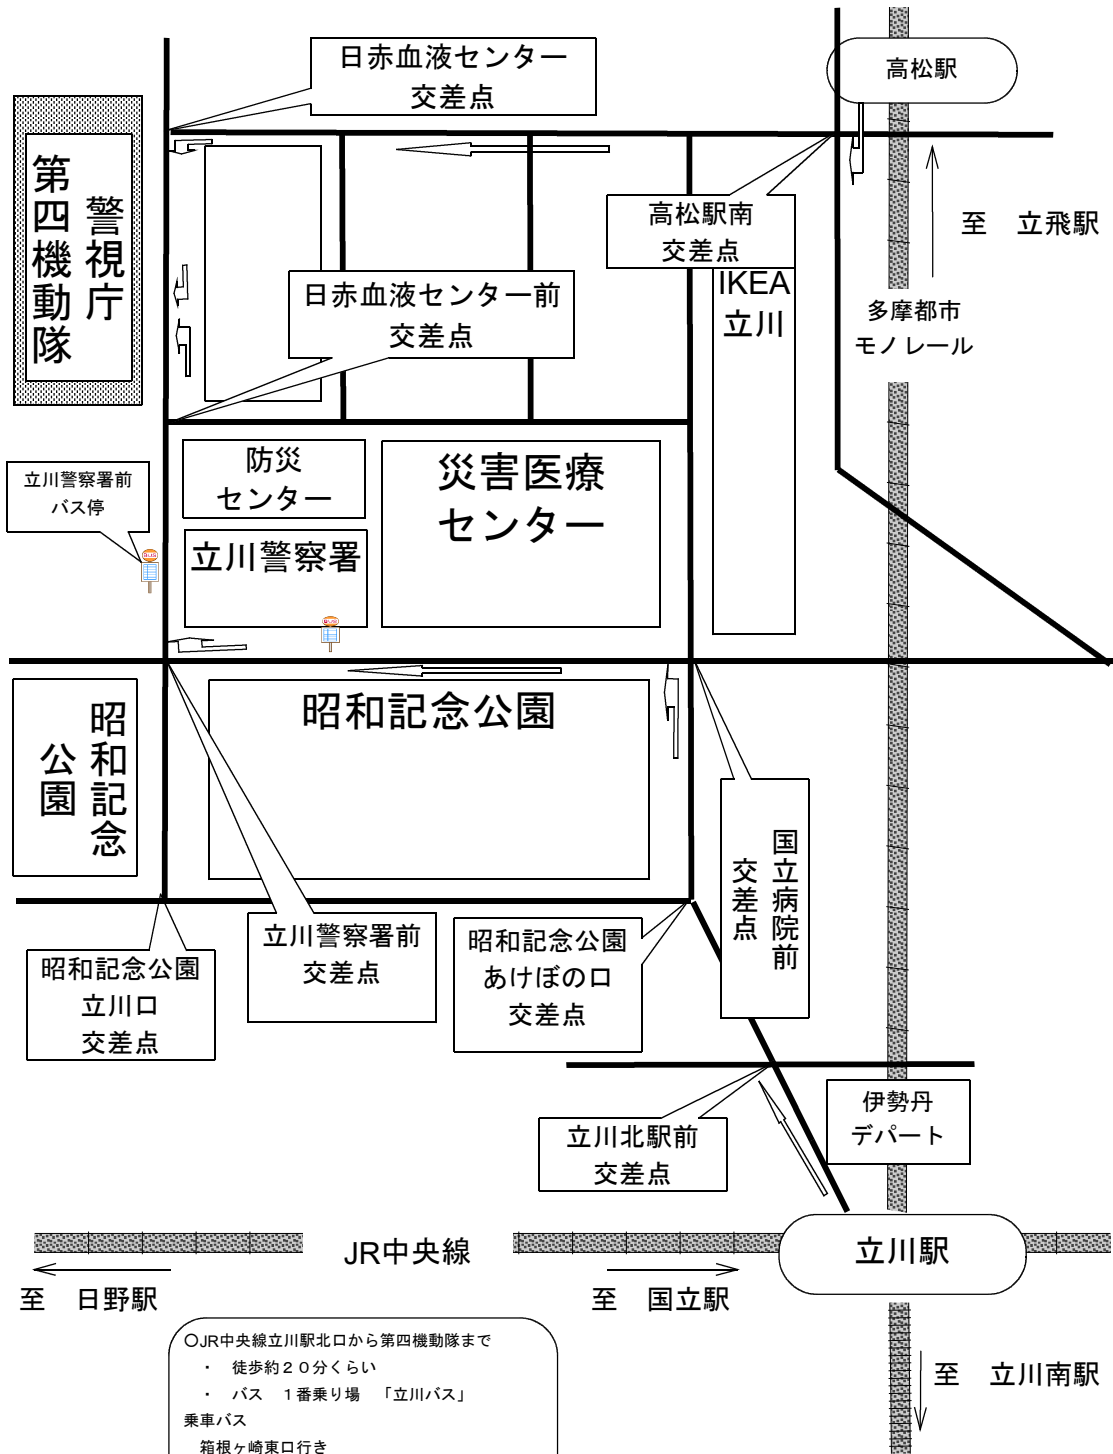 日赤血液センター
交差点
高松駅
警視庁
第四機動隊
高松駅南
交差点
至　立飛駅
日赤血液センター前
交差点
IKEA
立川
多摩都市
モノレール
立川警察署前
バス停
防災
センター
災害医療
センター
立川警察署
BUS
BUS
昭和記念
公園
昭和記念公園
国立病院前
交差点
立川警察署前
交差点
昭和記念公園
あけぼの口
交差点
昭和記念公園
立川口
交差点
伊勢丹
デパート
立川北駅前
交差点
JR中央線
立川駅
至　日野駅
至　国立駅
〇JR中央線立川駅北口から第四機動隊まで
・　徒歩約２０分くらい
・　バス　１番乗り場　「立川バス」
乗車バス
箱根ヶ崎東口行き
至　立川南駅